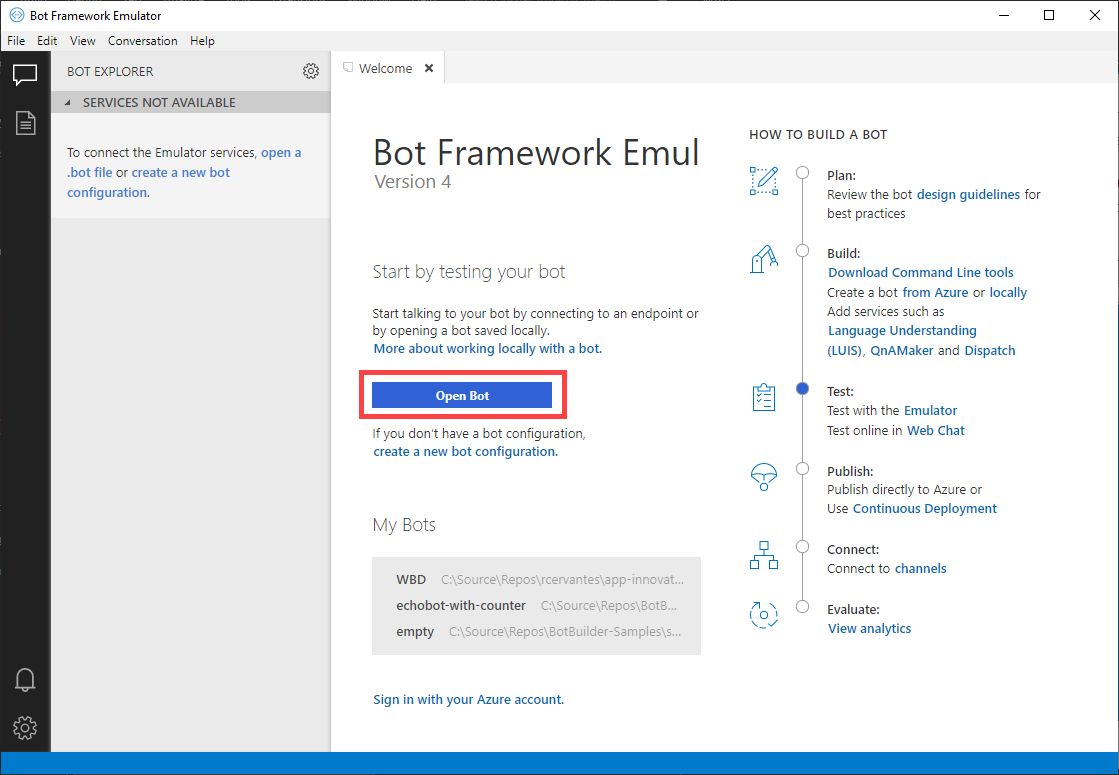 Bot Framework Emulator
File Edit View Conversation Help
BOT EXPLORER
SERVICES NOT AVAILABLE
To connect the Emulator services, open a
.bot file or create a new bot
configuration.
Welcome
Bot Framework Emul
Version 4
Start by testing your bot
Start talking to your bot by connecting to an endpoint or
by opening a bot saved locally.
More about working locally with a bot.
Open Bot
If you don't have a bot configuration,
create a new bot configuration.
My Bots
WBD C:\Source\Repos\rcervantes\app-innovat...
echobot-with-counter C:\Source\Repos\BotB...
empty C:\Source\Repos\BotBuilder-Samples\s...
Sign in with your Azure account.
HOW TO BUILD A BOT
Plan:
Review the bot design guidelines for
best practices
Build:
Download Command Line tools
Create a bot from Azure or locally
Add services such as
Language Understanding
(LUIS), QnAMaker and Dispatch
Test:
Test with the Emulator
Test online in Web Chat
Publish:
Publish directly to Azure or
Use Continuous Deployment
Connect:
Connect to channels
Evaluate:
View analytics